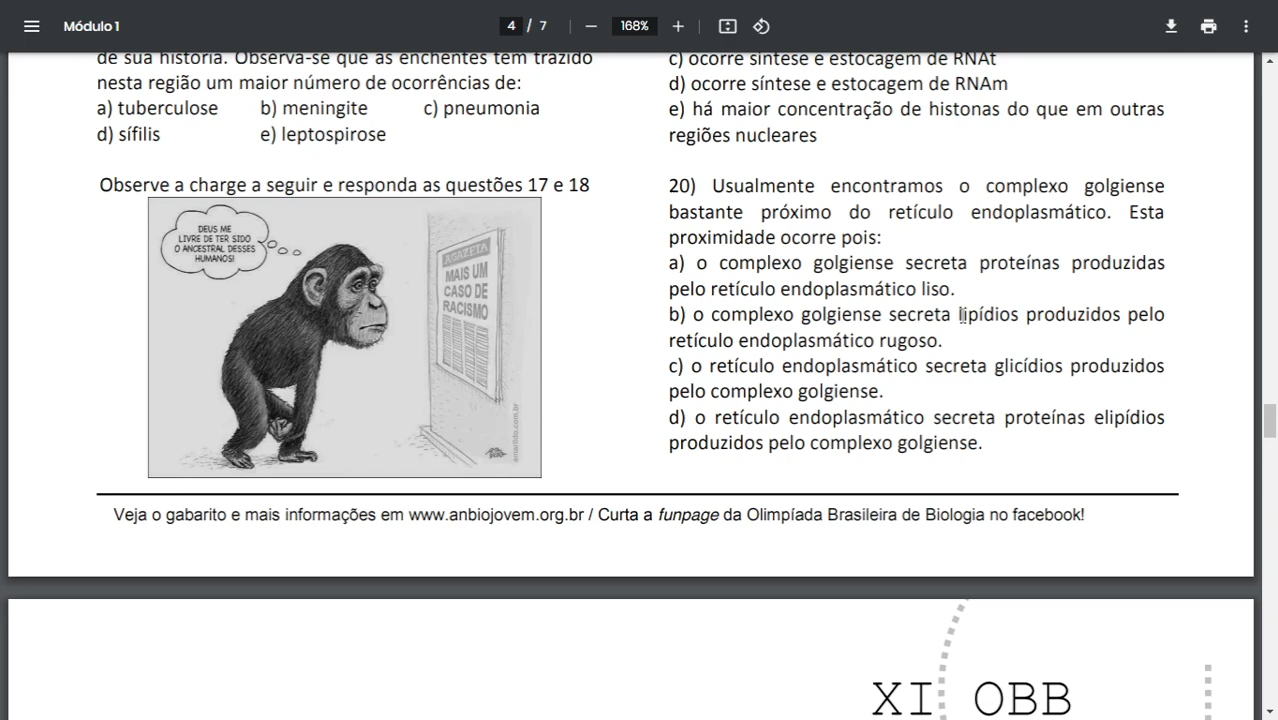 Módulo 1
4 / 7
168%
de sua história. Observa-se que as enchentes têm trazido
nesta região um maior número de ocorrências de:
a) tuberculose b) meningite c) pneumonia
d) sífilis e) leptospirose
Observe a charge a seguir e responda as questões 17 e 18
DEUS ME
LIVRE DE TER SIDO
O ANCESTRAL DESSES
HUMANOS!
A GAZETA
MAIS UM
CASO DE
RACISMO
amarildo.com.br
c) ocorre síntese e estocagem de RNAt
d) ocorre síntese e estocagem de RNAm
e) há maior concentração de histonas do que em outras
regiões nucleares
20) Usualmente encontramos o complexo golgiense
bastante próximo do retículo endoplasmático. Esta
proximidade ocorre pois:
a) o complexo golgiense secreta proteínas produzidas
pelo retículo endoplasmático liso.
b) o complexo golgiense secreta lipídios produzidos pelo
retículo endoplasmático rugoso.
c) o retículo endoplasmático secreta glicídios produzidos
pelo complexo golgiense.
d) o retículo endoplasmático secreta proteínas elipídios
produzidos pelo complexo golgiense.
Veja o gabarito e mais informações em www.anbiojovem.org.br / Curta a funpage da Olimpíada Brasileira de Biologia no facebook!
XI OBB